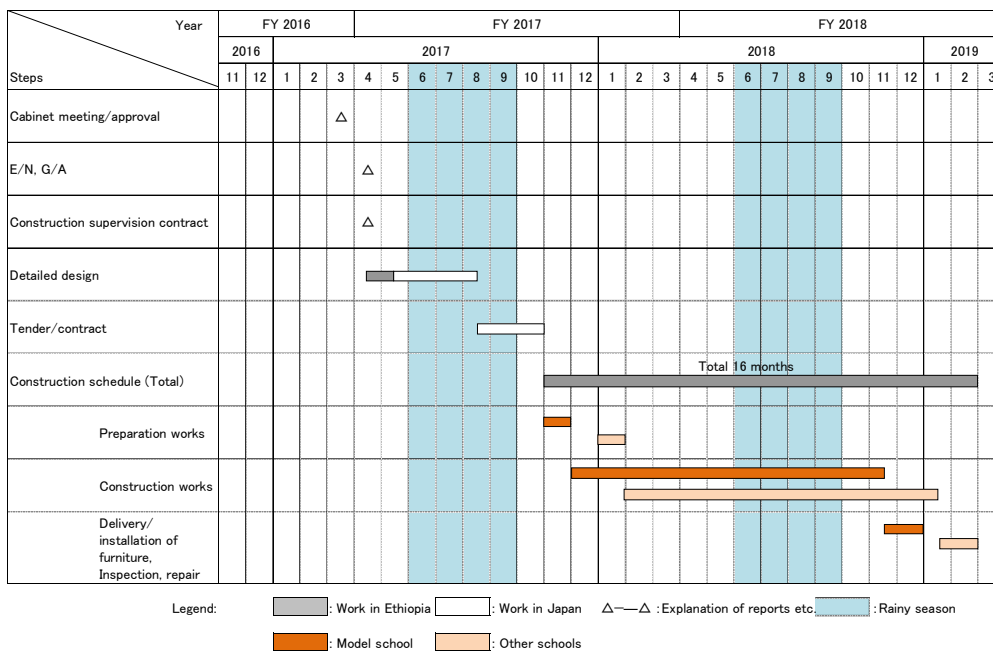 Year
FY 2016 FY 2017 FY 2018
2016 2017 2018 2019
Steps
11 12 1 2 3 4 5 6 7 8 9 10 11 12 1 2 3 4 5 6 7 8 9 10 11 12 1 2 3
Cabinet meeting/approval △
E/N, G/A △
Construction supervision contract △
Detailed design
Tender/contract
Total 16 months
Construction schedule (Total)
Preparation works
Construction works
Delivery/
installation of
furniture,
Inspection, repair
Legend: : Work in Ethiopia : Work in Japan △-—△ :Explanation of reports etc. : Rainy season
: Model school : Other schools